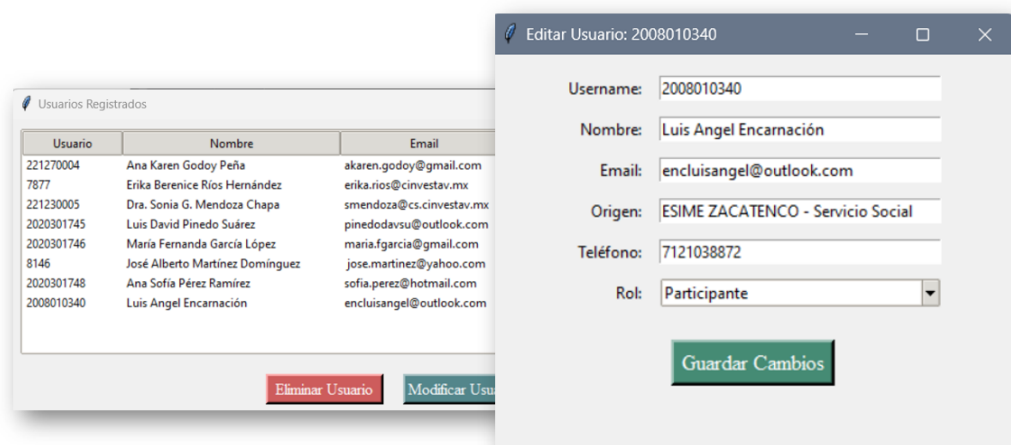 Usuarios Registrados
Usuario Nombre Email
221270004 Ana Karen Godoy Peña akaren.godoy@gmail.com
7877 Erika Berenice Ríos Hernández erika.rios@cinvestav.mx
221230005 Dra. Sonia G. Mendoza Chapa smendoza@cs.cinvestav.mx
2020301745 Luis David Pinedo Suárez pinedodavsu@outlook.com
2020301746 María Fernanda García López maria.fgarcia@gmail.com
8146 José Alberto Martínez Domínguez jose.martinez@yahoo.com
2020301748 Ana Sofía Pérez Ramírez sofia.perez@hotmail.com
2008010340 Luis Angel Encarnación encluisangel@outlook.com
Eliminar Usuario Modificar Usua
Editar Usuario: 2008010340
Username: 2008010340
Nombre: Luis Angel Encarnación
Email: encluisangel@outlook.com
Origen: ESIME ZACATENCO - Servicio Social
Teléfono: 7121038872
Rol: Participante
Guardar Cambios